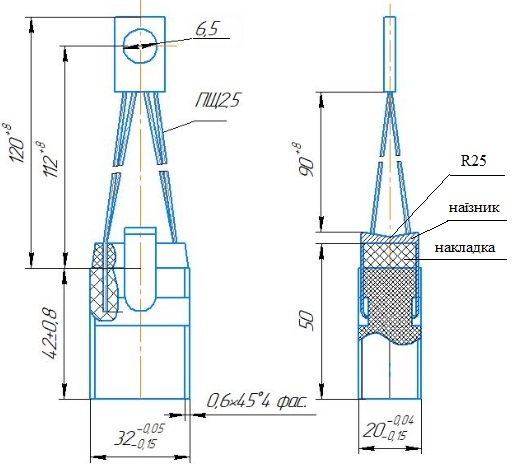 6,5
ПЩ2.5
120⁺⁸
112⁺⁸
90⁺⁸
R25
наїзник
накладка
42±0,8
50
0,6×45° 4 фас.
32 -0,05 -0,15
20 -0,04 -0,15